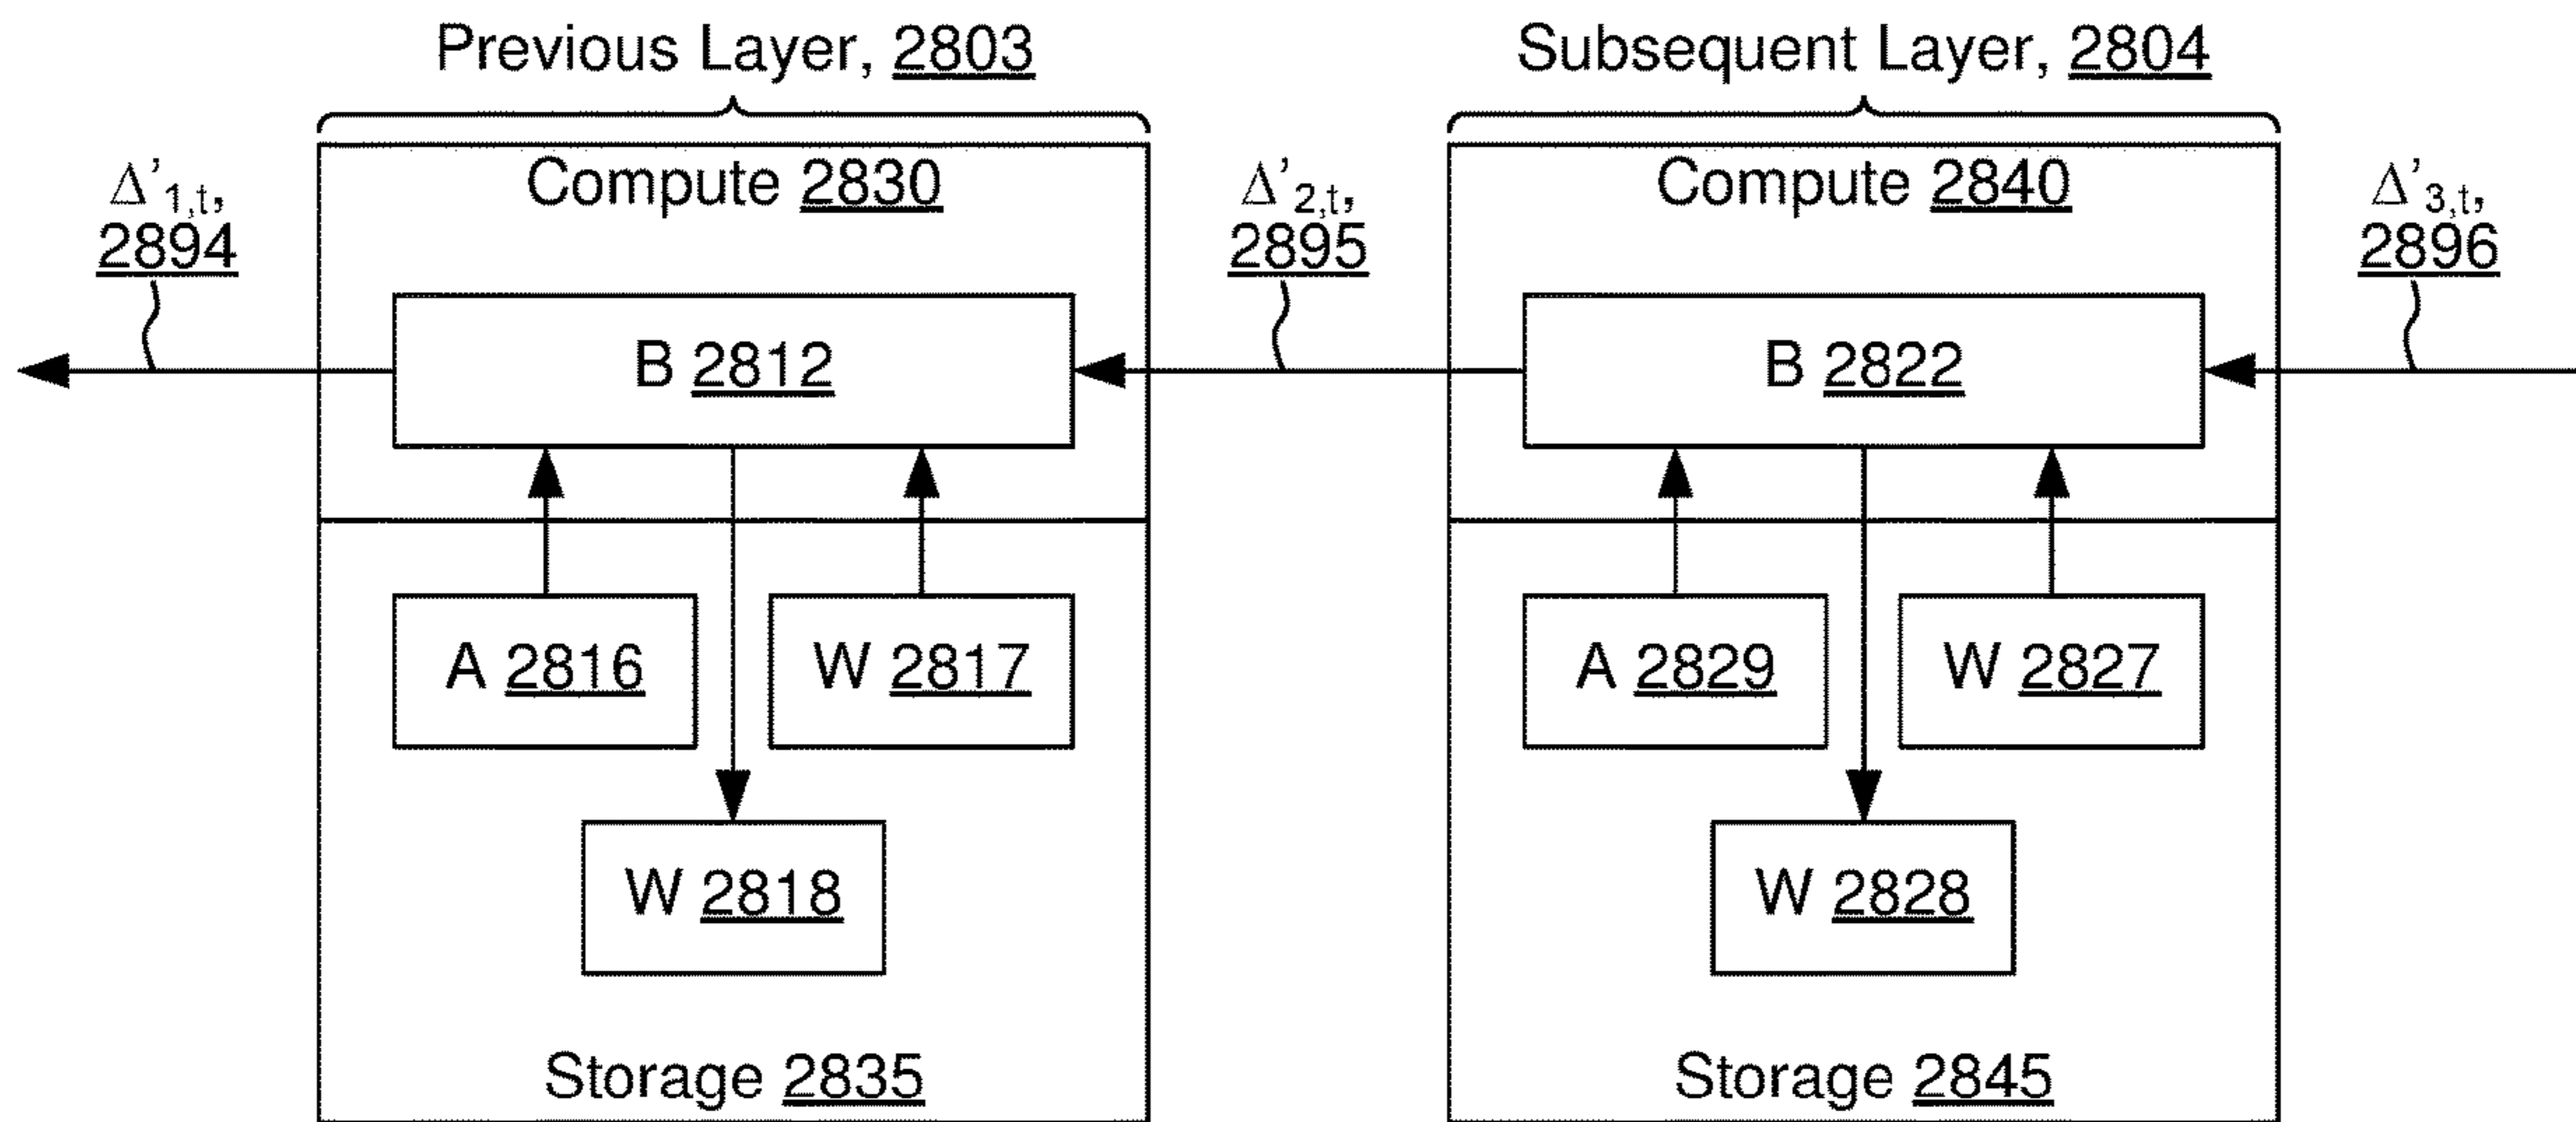 Previous Layer, 2803
Subsequent Layer, 2804
Δ'1,t,
2894
Compute 2830
Δ'2,t,
2895
Compute 2840
Δ'3,t,
2896
B 2812
B 2822
A 2816
W 2817
A 2829
W 2827
W 2818
W 2828
Storage 2835
Storage 2845